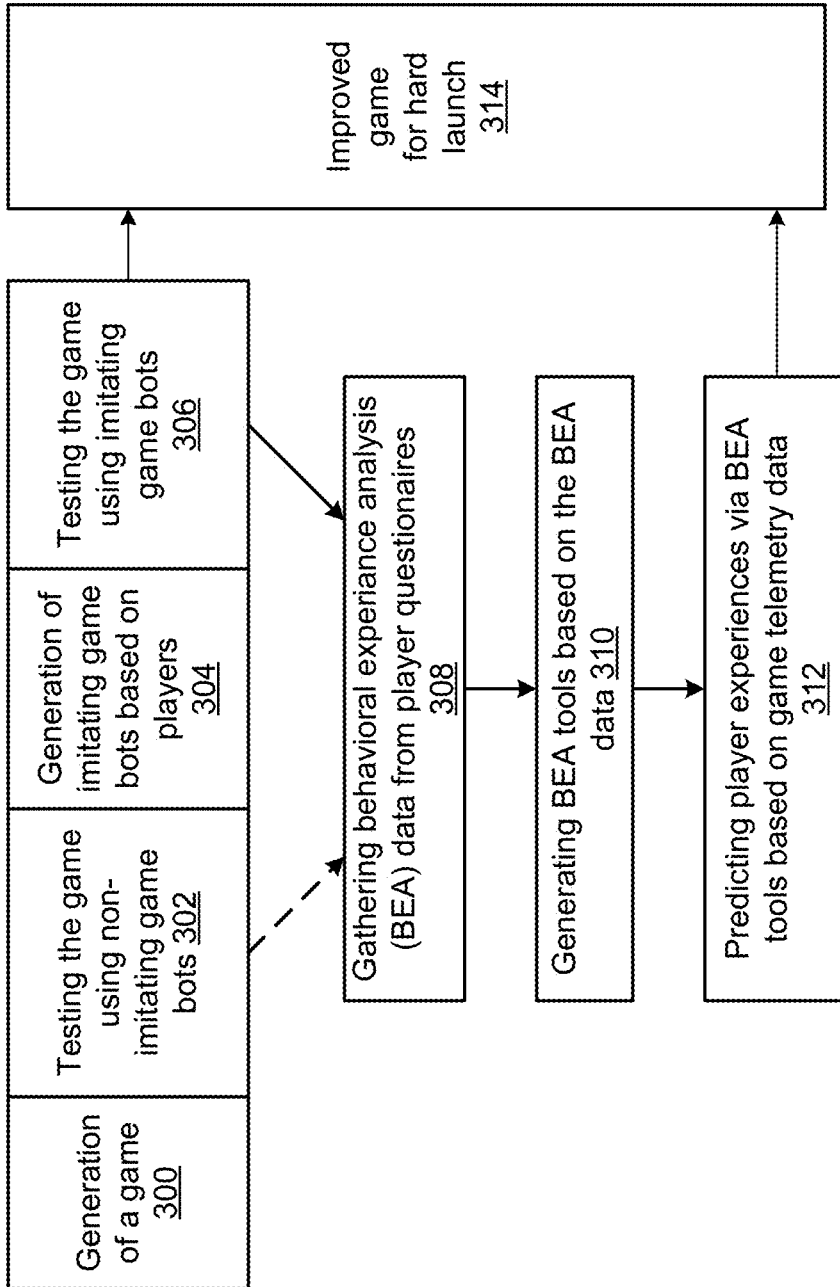 Generation
of a game
300
Testing the game
using non-
imitating game
bots 302
Generation of
imitating game
bots based on
players
304
Testing the game
using imitating
game bots
306
Gathering behavioral experiance analysis
(BEA) data from player questionaires
308
Generating BEA tools based on the BEA
data 310
Predicting player experiences via BEA
tools based on game telemetry data
312
Improved
game
for hard
launch
314